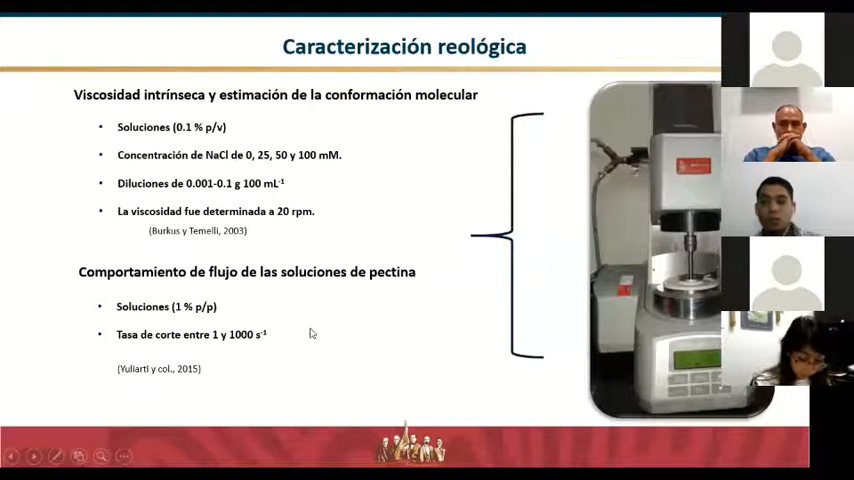 Caracterización reológica
Viscosidad intrínseca y estimación de la conformación molecular
• Soluciones (0.1 % p/v)
• Concentración de NaCl de 0, 25, 50 y 100 mM.
• Diluciones de 0.001-0.1 g 100 mL⁻¹
• La viscosidad fue determinada a 20 rpm.
(Burkus y Temelli, 2003)
Comportamiento de flujo de las soluciones de pectina
• Soluciones (1 % p/p)
• Tasa de corte entre 1 y 1000 s⁻¹
(Yuliarti y col., 2015)